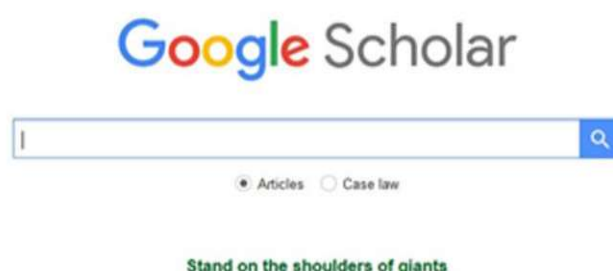 Google Scholar
Articles Case law
Stand on the shoulders of giants